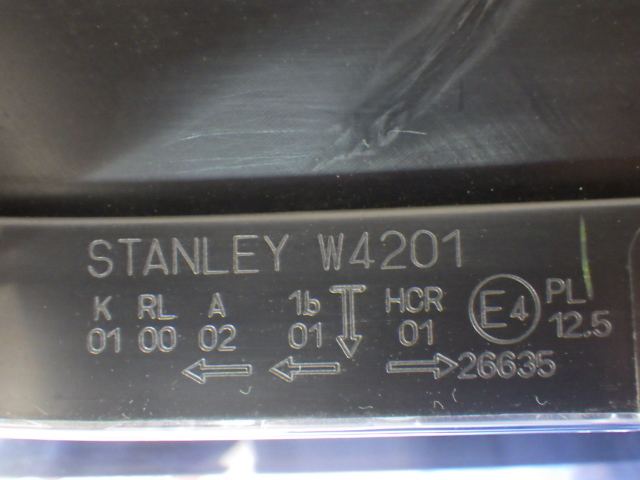 STANLEY W4201
K RL A 1b HCR E4 PL
01 00 02 01 01 12.5
26635